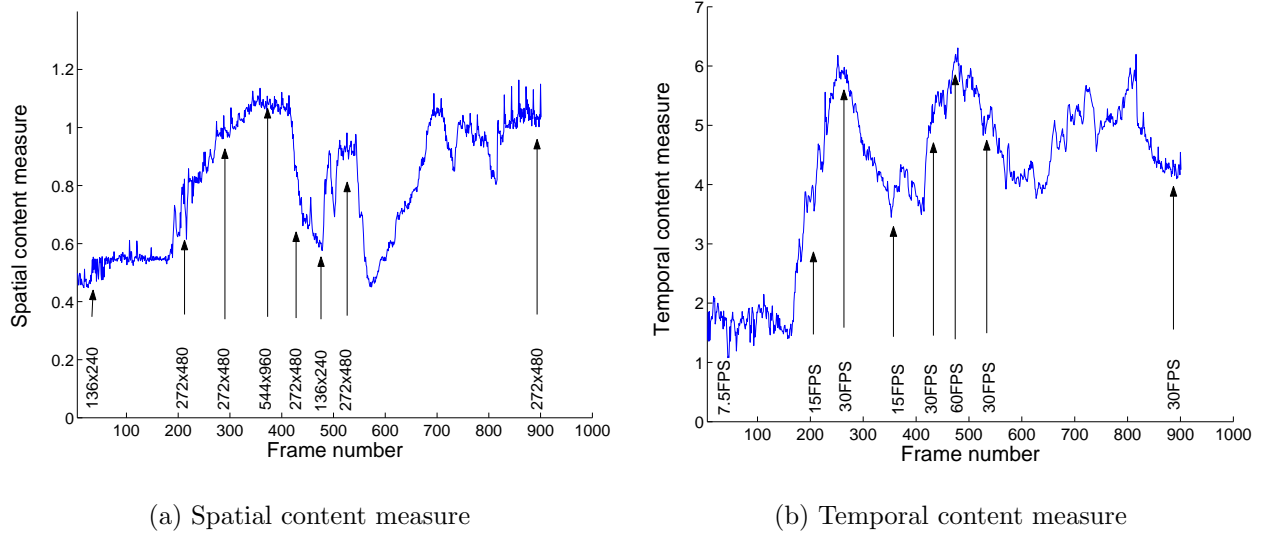 Spatial content measure
1.2
1
0.8
0.6
0.4
0.2
0
136x240
272x480
272x480
544x960
272x480
136x240
272x480
272x480
100 200 300 400 500 600 700 800 900 1000
Frame number
(a) Spatial content measure
Temporal content measure
7
6
5
4
3
2
1
0
7.5FPS
15FPS
30FPS
15FPS
30FPS
60FPS
30FPS
30FPS
100 200 300 400 500 600 700 800 900 1000
Frame number
(b) Temporal content measure